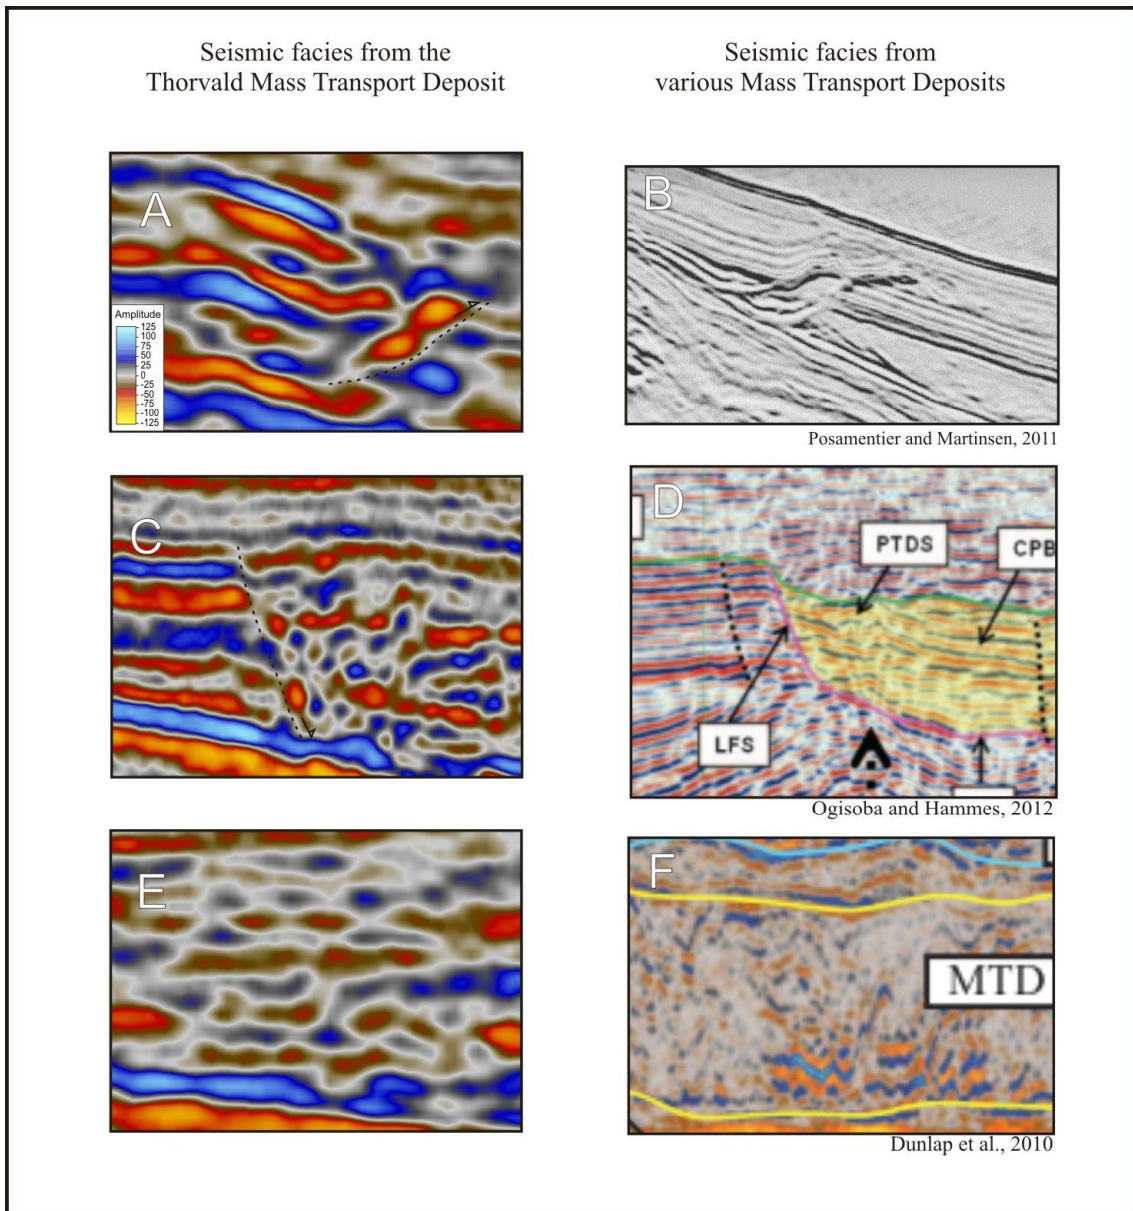 Seismic facies from the
Thorvald Mass Transport Deposit
Seismic facies from
various Mass Transport Deposits
A
Amplitude
125
100
75
50
25
0
-25
-50
-75
-100
-125
B
Posamentier and Martinsen, 2011
C
D
PTDS
CPB
LFS
Ogisoba and Hammes, 2012
E
F
MTD
Dunlap et al., 2010